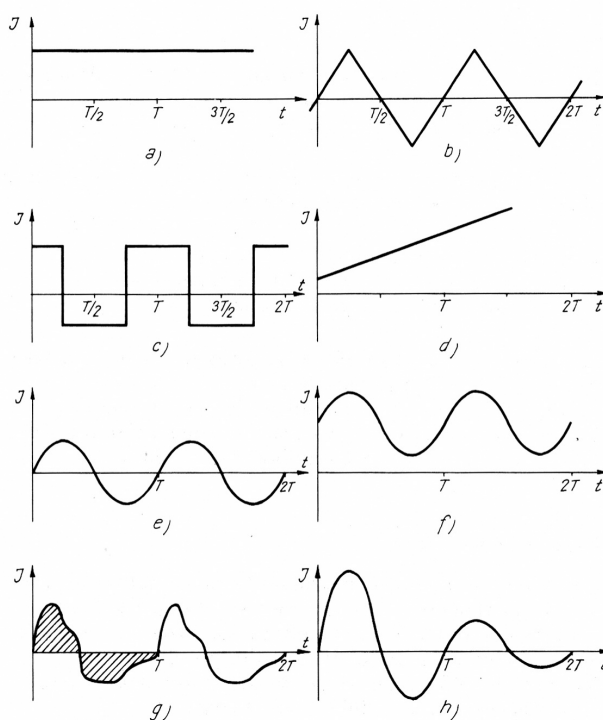 J
T/2 T 3T/2 t
a)
J
T/2 T 3T/2 2T t
b)
J
T/2 T 3T/2 2T t
c)
J
T 2T t
d)
J
T 2T t
e)
J
T 2T t
f)
J
T 2T t
g)
J
T 2T
h)